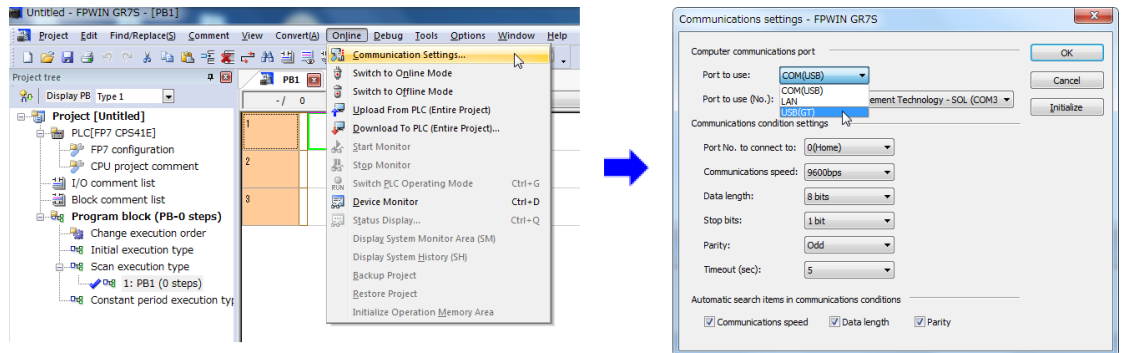 Untitled - FPWIN GR7S - [PB1]
Project Edit Find/Replace(S) Comment View Convert(A) Online Debug Tools Options Window Help
Project tree
Display PB Type 1
Project [Untitled]
PLC[FP7 CPS41E]
FP7 configuration
CPU project comment
I/O comment list
Block comment list
Program block (PB-0 steps)
Change execution order
Initial execution type
Scan execution type
1: PB1 (0 steps)
Constant period execution typ
PB1
-/ 0
1
2
3
Communication Settings...
Switch to Online Mode
Switch to Offline Mode
Upload From PLC (Entire Project)
Download To PLC (Entire Project)...
Start Monitor
Stop Monitor
RUN Switch PLC Operating Mode Ctrl+G
Device Monitor Ctrl+D
Status Display... Ctrl+Q
Display System Monitor Area (SM)
Display System History (SH)
Backup Project
Restore Project
Initialize Operation Memory Area
Communications settings - FPWIN GR7S
Computer communications port
Port to use: COM(USB)
COM(USB)
LAN
USB(GT)
Port to use (No.): ement Technology - SOL (COM3
Communications condition settings
Port No. to connect to: 0(Home)
Communications speed: 9600bps
Data length: 8 bits
Stop bits: 1 bit
Parity: Odd
Timeout (sec): 5
Automatic search items in communications conditions
Communications speed Data length Parity
OK
Cancel
Initialize